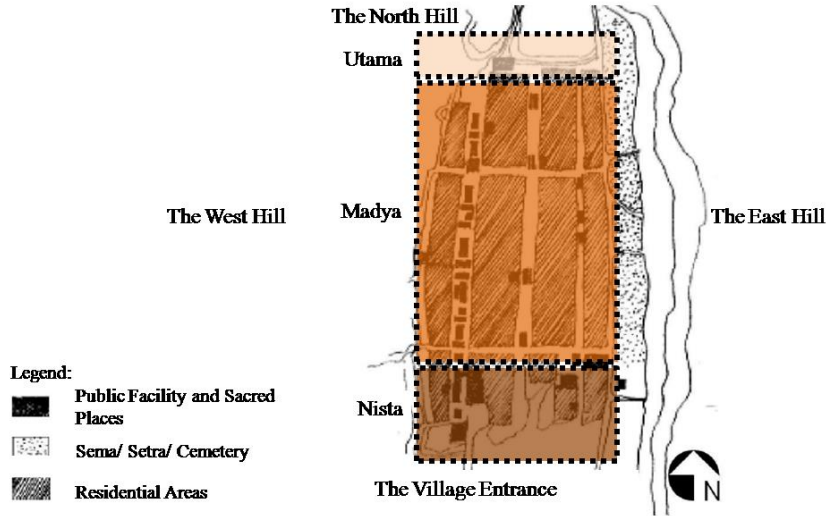 The North Hill
Utama
Madya
The West Hill
The East Hill
Legend:
Public Facility and Sacred
Places
Nista
Sema/ Setra/ Cemetery
Residential Areas
The Village Entrance
N